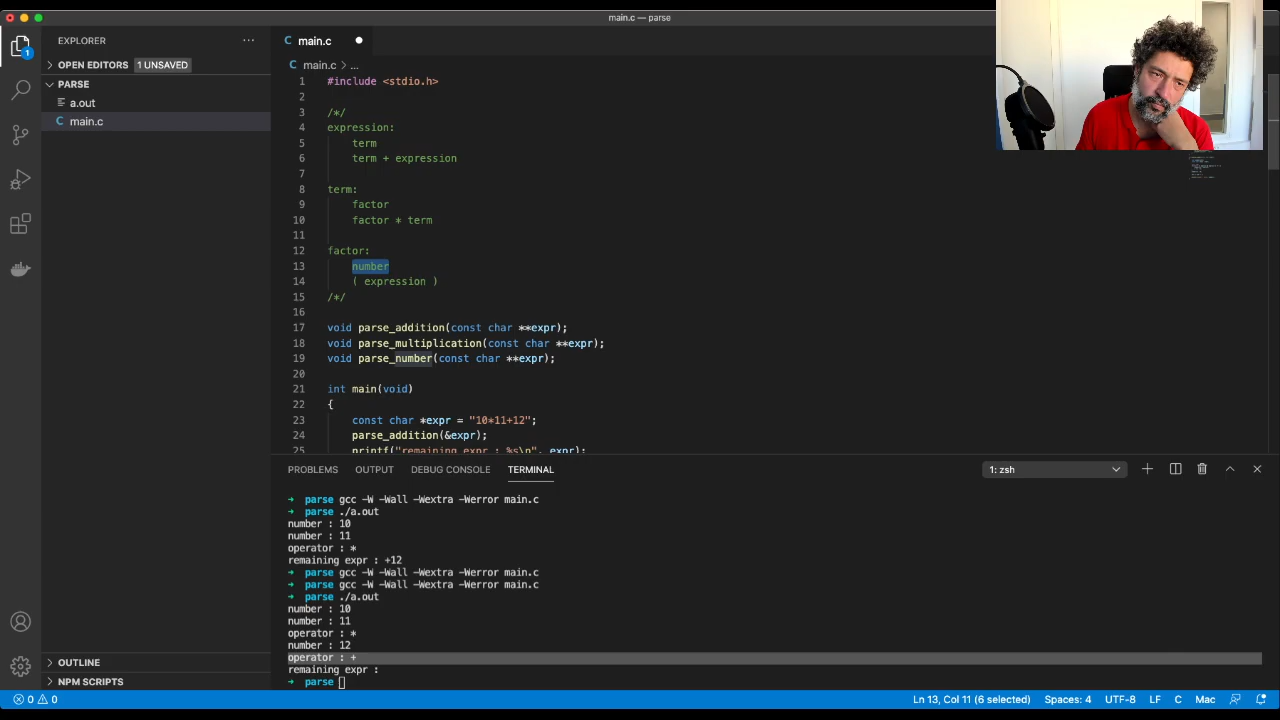 main.c — parse
EXPLORER
OPEN EDITORS 1 UNSAVED
PARSE
a.out
main.c
OUTLINE
NPM SCRIPTS
1
main.c
main.c > ...
1 #include <stdio.h>
2
3 /*/
4 expression:
5 term
6 term + expression
7
8 term:
9 factor
10 factor * term
11
12 factor:
13 number
14 ( expression )
15 /*/
16
17 void parse_addition(const char **expr);
18 void parse_multiplication(const char **expr);
19 void parse_number(const char **expr);
20
21 int main(void)
22 {
23 const char *expr = "10*11+12";
24 parse_addition(&expr);
25 printf("remaining expr : %s\n", expr);
PROBLEMS OUTPUT DEBUG CONSOLE TERMINAL 1: zsh
➜ parse gcc -W -Wall -Wextra -Werror main.c
➜ parse ./a.out
number : 10
number : 11
operator : *
remaining expr : +12
➜ parse gcc -W -Wall -Wextra -Werror main.c
➜ parse gcc -W -Wall -Wextra -Werror main.c
➜ parse ./a.out
number : 10
number : 11
operator : *
number : 12
operator : +
remaining expr :
➜ parse
0 0 Ln 13, Col 11 (6 selected) Spaces: 4 UTF-8 LF C Mac